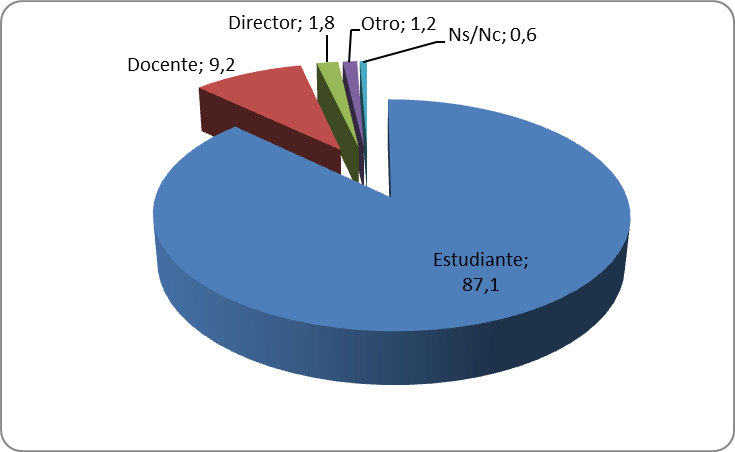 Director; 1,8
Otro; 1,2
Ns/Nc; 0,6
Docente; 9,2
Estudiante;
87,1